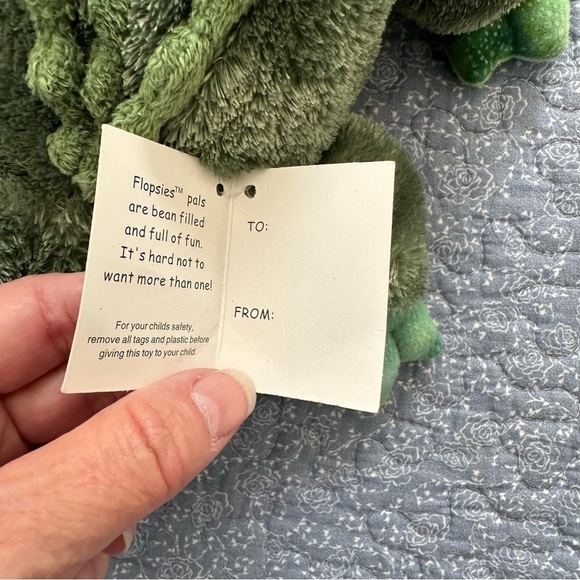 Flopsies™ pals
are bean filled
and full of fun.
It's hard not to
want more than one!
For your childs safety,
remove all tags and plastic before
giving this toy to your child.
TO:
FROM: